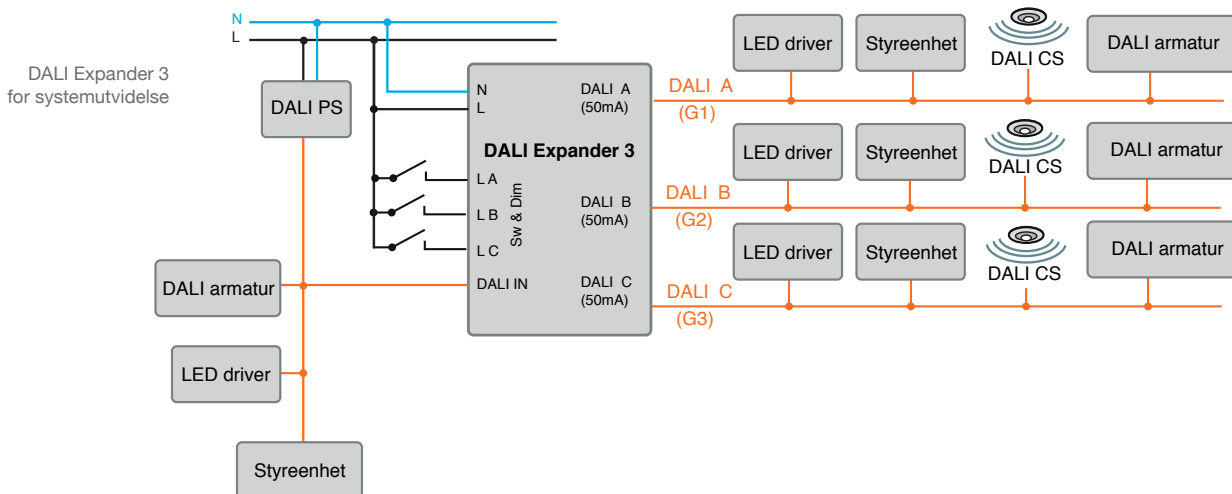 N
L
DALI Expander 3
for systemutvidelse
DALI PS
N
L
DALI Expander 3
L A
L B
L C
Sw & Dim
DALI IN
DALI A
(50mA)
DALI B
(50mA)
DALI C
(50mA)
DALI A
(G1)
LED driver
Styreenhet
DALI CS
DALI armatur
DALI B
(G2)
LED driver
Styreenhet
DALI CS
DALI armatur
DALI C
(G3)
LED driver
Styreenhet
DALI CS
DALI armatur
DALI armatur
LED driver
Styreenhet